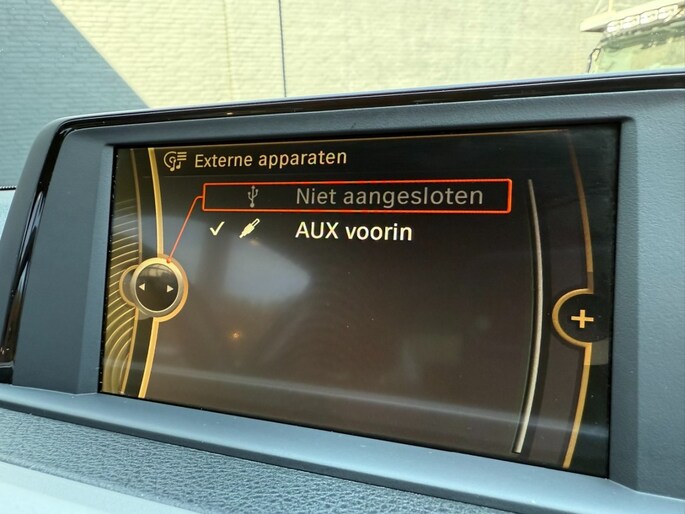 Externe apparaten
Niet aangesloten
AUX voorin